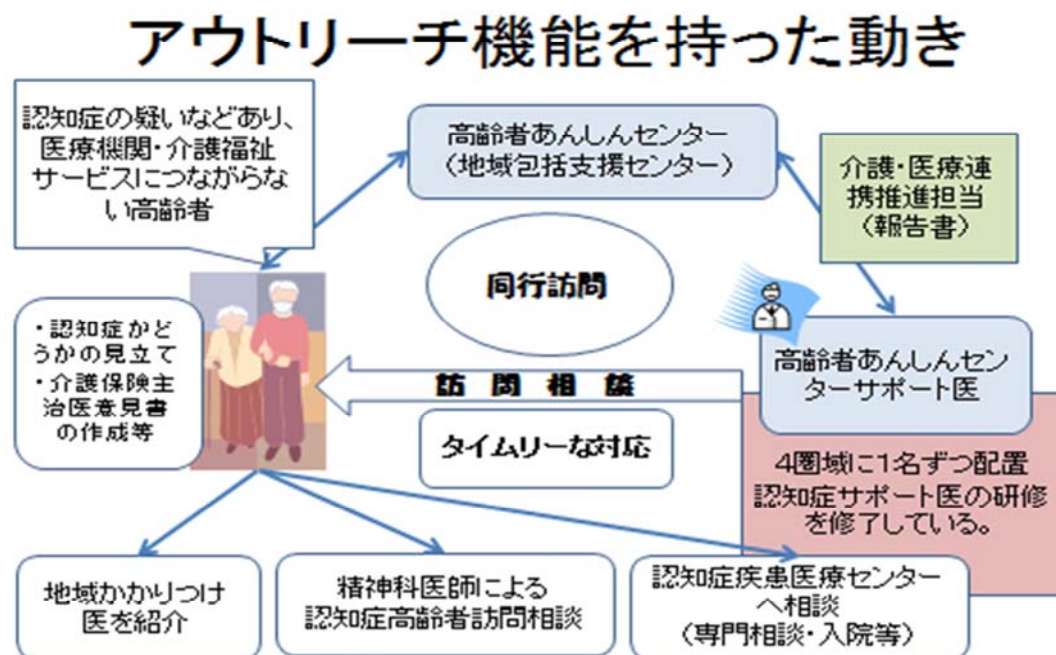 アウトリーチ機能を持った動き
認知症の疑いなどあり、
医療機関・介護福祉
サービスにつながらな
い高齢者
高齢者あんしんセンター
（地域包括支援センター）
介護・医療連
携推進担当
（報告書）
同行訪問
・認知症かど
うかの見立て
・介護保険主
治医意見書
の作成等
訪問相談
高齢者あんしんセン
ターサポート医
タイムリーな対応
4圏域に1名ずつ配置
認知症サポート医の研修
を修了している。
地域かかりつけ
医を紹介
精神科医師による
認知症高齢者訪問相談
認知症疾患医療センター
へ相談
（専門相談・入院等）